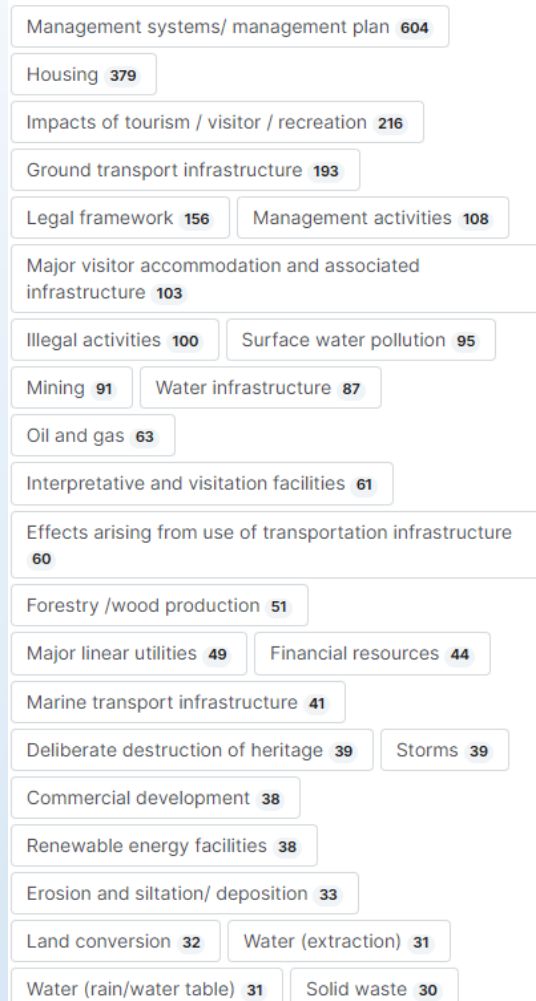 Management systems/ management plan 604
Housing 379
Impacts of tourism / visitor / recreation 216
Ground transport infrastructure 193
Legal framework 156 Management activities 108
Major visitor accommodation and associated
infrastructure 103
Illegal activities 100 Surface water pollution 95
Mining 91 Water infrastructure 87
Oil and gas 63
Interpretative and visitation facilities 61
Effects arising from use of transportation infrastructure
60
Forestry /wood production 51
Major linear utilities 49 Financial resources 44
Marine transport infrastructure 41
Deliberate destruction of heritage 39 Storms 39
Commercial development 38
Renewable energy facilities 38
Erosion and siltation/ deposition 33
Land conversion 32 Water (extraction) 31
Water (rain/water table) 31 Solid waste 30